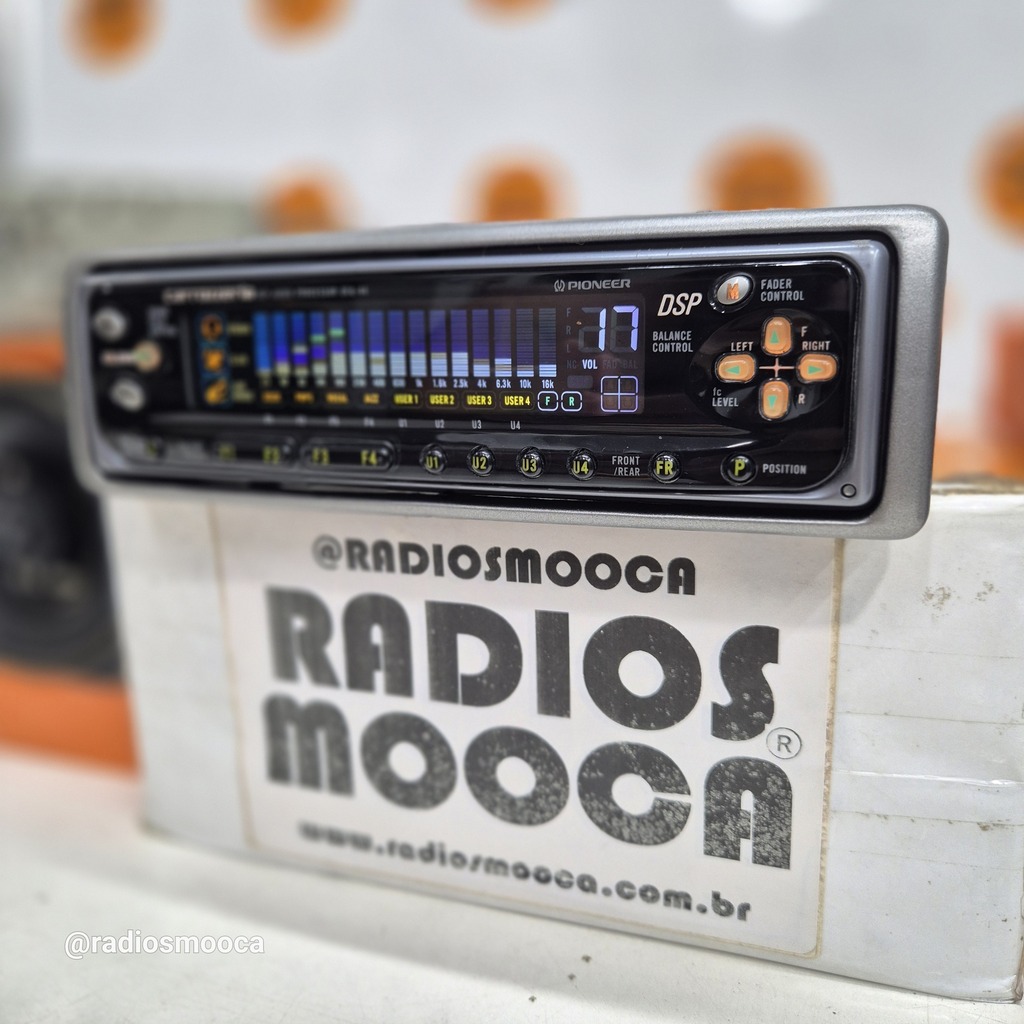 PIONEER
DSP
M
FADER
CONTROL
17
VOL
BALANCE
CONTROL
LEFT
F
RIGHT
fc
LEVEL
R
1k 1.6k 2.5k 4k 6.3k 10k 16k
USER 1 USER 2 USER 3 USER 4 F R
U2 U3 U4
F3 F4 U1 U2 U3 U4
FRONT
/REAR
FR
P
POSITION
@RADIOSMOOCA
RADIOS
MOOCA
®
www.radiosmooca.com.br
@radiosmooca